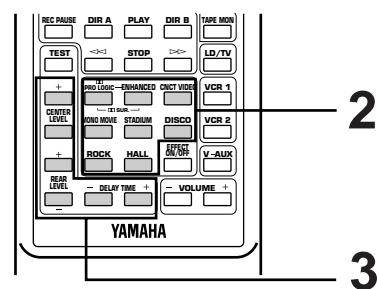 REC PAUSE DIR A PLAY DIR B TAPE MON
TEST STOP LD/TV
PRO LOGIC ENHANCED CNCT VIDEO VCR 1
+ SUR.
CENTER LEVEL MONO MOVIE STADIUM DISCO VCR 2
2
+ ROCK HALL EFFECT ON/OFF V-AUX
REAR LEVEL − DELAY TIME + − VOLUME +
−
YAMAHA
3